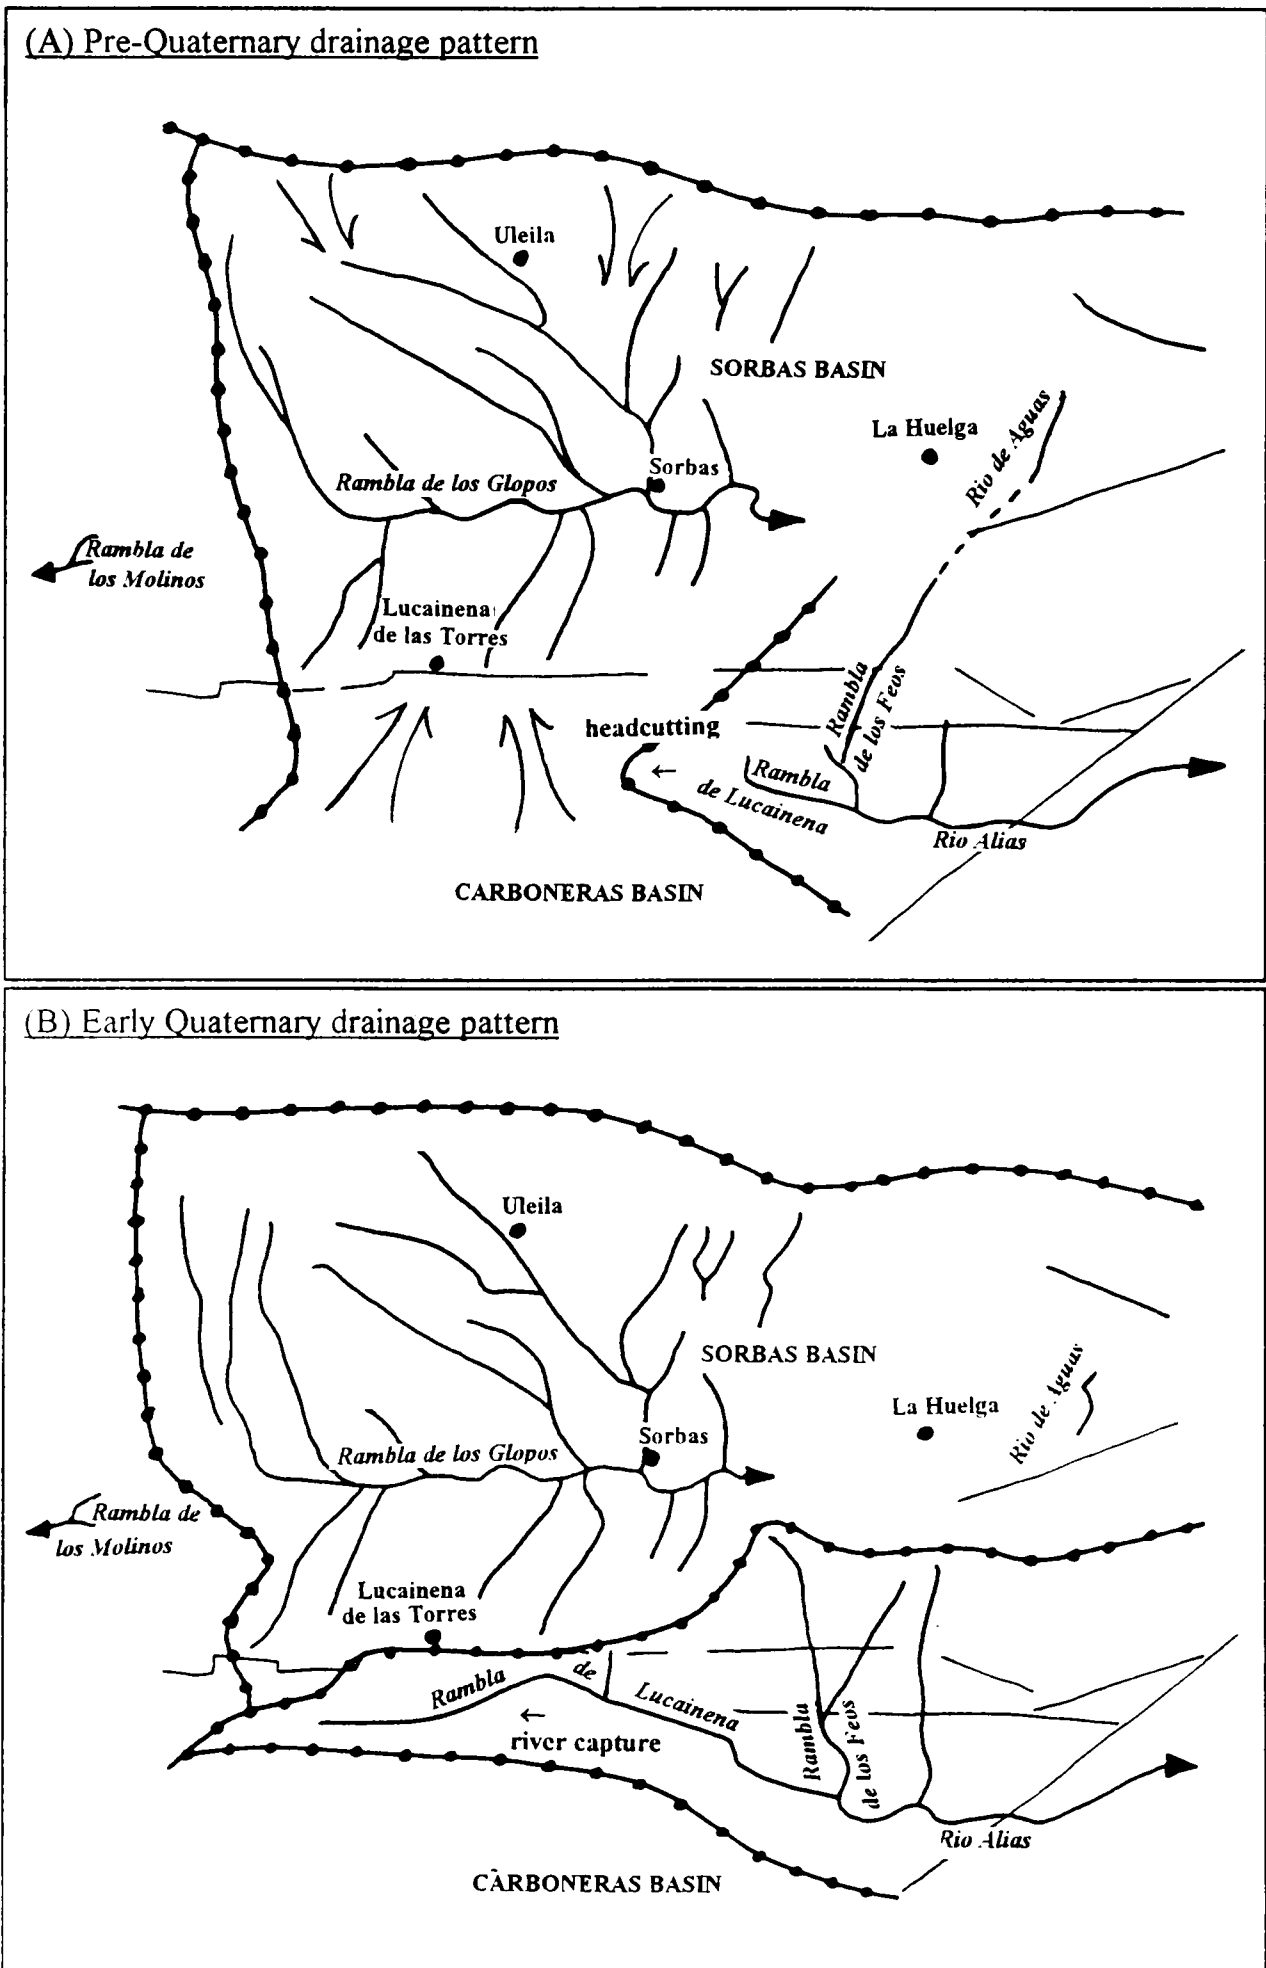 (A) Pre-Quaternary drainage pattern
Uleila
SORBAS BASIN
La Huelga
Rio de Aguas
Sorbas
Rambla de los Glopos
Rambla de
los Molinos
Lucainena
de las Torres
Rambla
de los Feos
headcutting
←
Rambla
de Lucainena
Rio Alias
CARBONERAS BASIN
(B) Early Quaternary drainage pattern
Uleila
SORBAS BASIN
La Huelga
Rio de Aguas
Sorbas
Rambla de los Glopos
Rambla de
los Molinos
Lucainena
de las Torres
Rambla de Lucainena
←
river capture
Rambla
de los Feos
Rio Alias
CARBONERAS BASIN